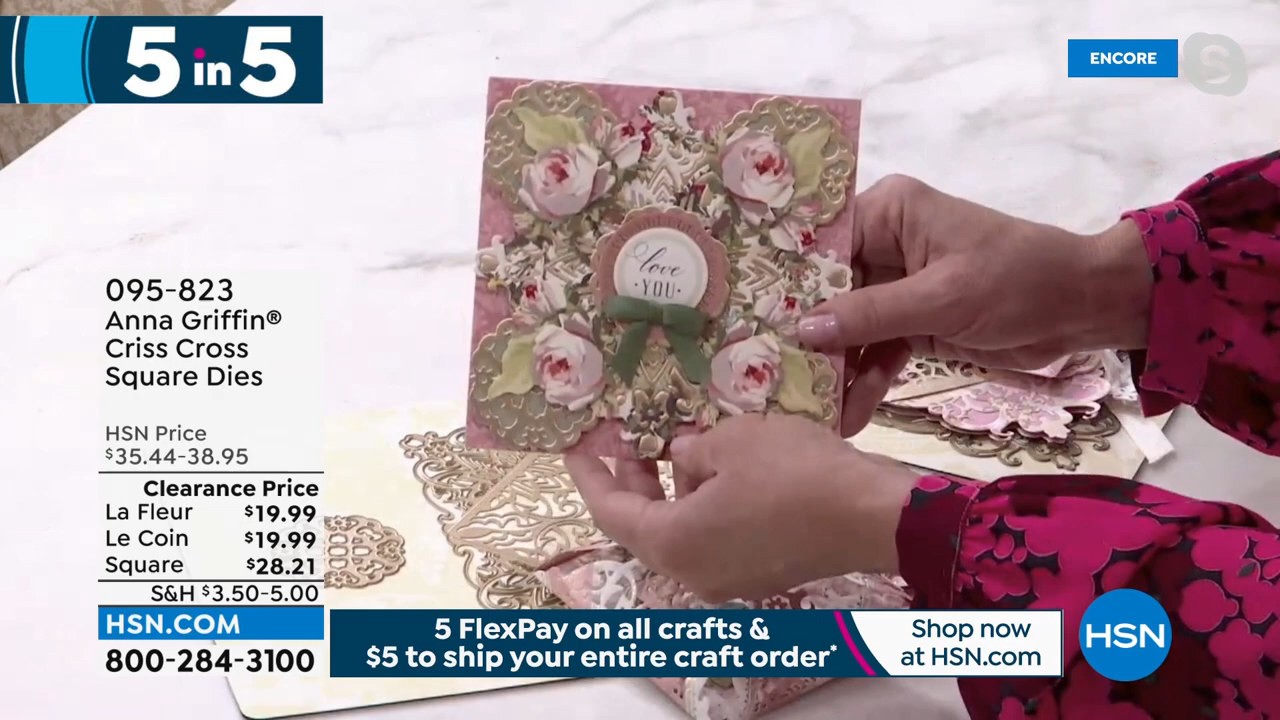 5 in 5
ENCORE
S
095-823
Anna Griffin®
Criss Cross
Square Dies
HSN Price
$35.44-38.95
Clearance Price
La Fleur $19.99
Le Coin $19.99
Square $28.21
S&H $3.50-5.00
HSN.COM
800-284-3100
love
·YOU·
5 FlexPay on all crafts &
$5 to ship your entire craft order*
Shop now
at HSN.com
HSN